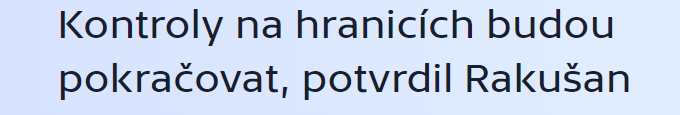 Kontroly na hranicích budou
pokračovat, potvrdil Rakušan